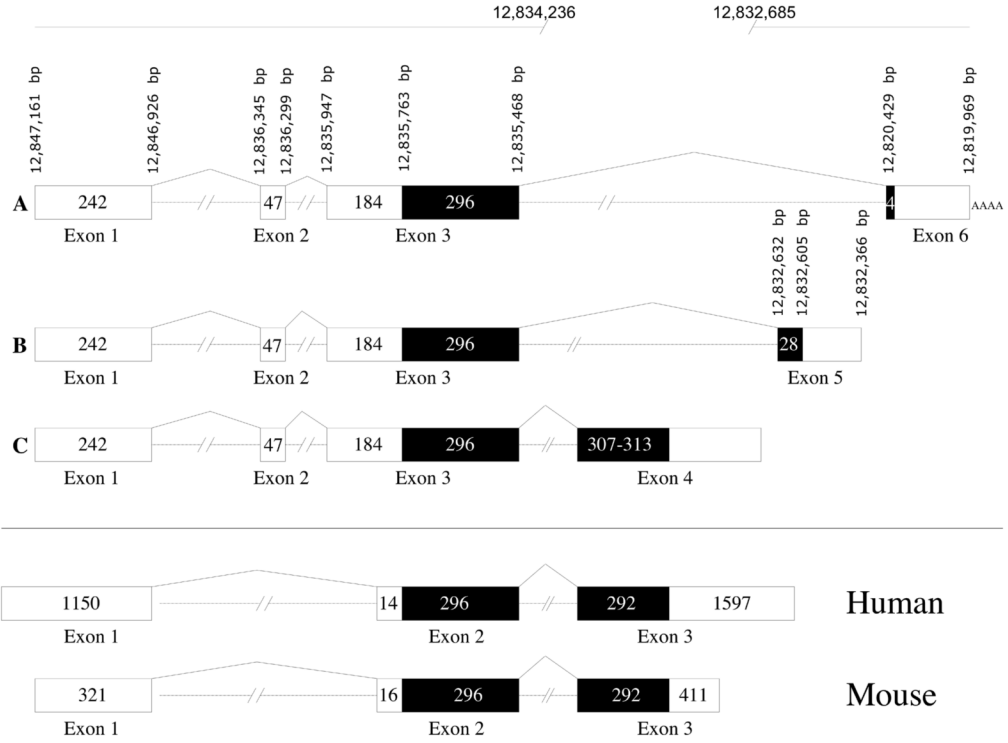 12,834,236 12,832,685
12,847,161 bp 12,846,926 bp 12,836,345 bp 12,836,299 bp 12,835,947 bp 12,835,763 bp 12,835,468 bp 12,820,429 bp 12,819,969 bp
A 242 47 184 296 4 AAAA
Exon 1 Exon 2 Exon 3 Exon 6
12,832,632 bp 12,832,605 bp 12,832,366 bp
B 242 47 184 296 28
Exon 1 Exon 2 Exon 3 Exon 5
C 242 47 184 296 307-313
Exon 1 Exon 2 Exon 3 Exon 4
1150 14 296 292 1597 Human
Exon 1 Exon 2 Exon 3
321 16 296 292 411 Mouse
Exon 1 Exon 2 Exon 3